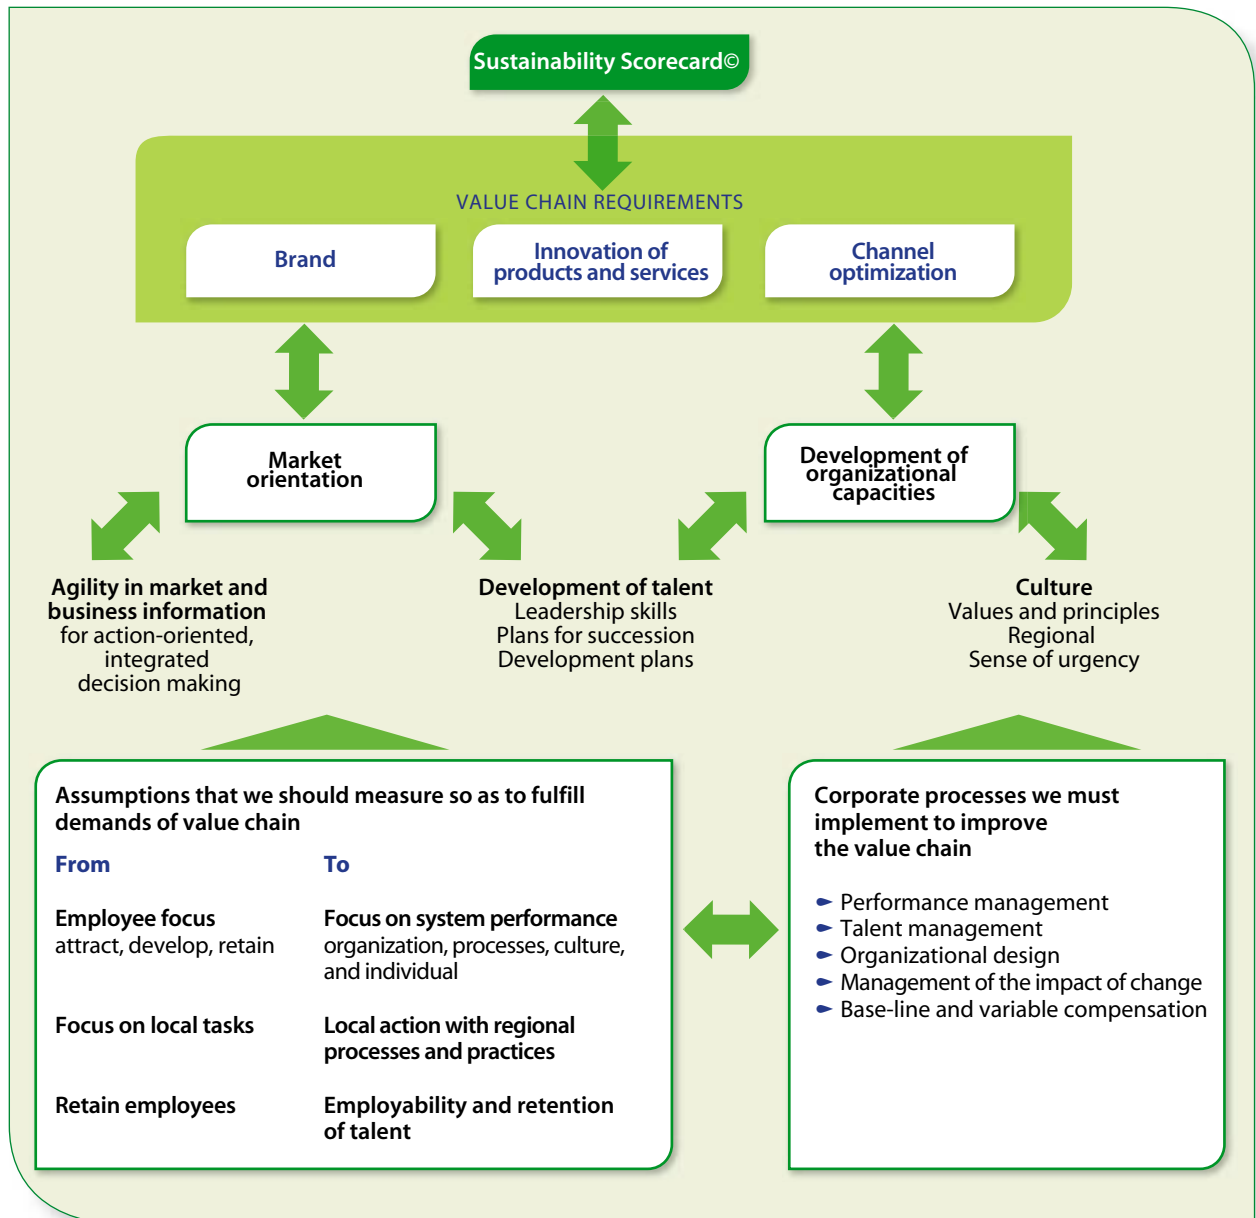 Sustainability Scorecard©
VALUE CHAIN REQUIREMENTS
Brand
Innovation of
products and services
Channel
optimization
Market
orientation
Development of
organizational
capacities
Agility in market and
business information
for action-oriented,
integrated
decision making
Development of talent
Leadership skills
Plans for succession
Development plans
Culture
Values and principles
Regional
Sense of urgency
Assumptions that we should measure so as to fulfill
demands of value chain
From
To
Employee focus
attract, develop, retain
Focus on system performance
organization, processes, culture,
and individual
Focus on local tasks
Local action with regional
processes and practices
Retain employees
Employability and retention
of talent
Corporate processes we must
implement to improve
the value chain
Performance management
Talent management
Organizational design
Management of the impact of change
Base-line and variable compensation